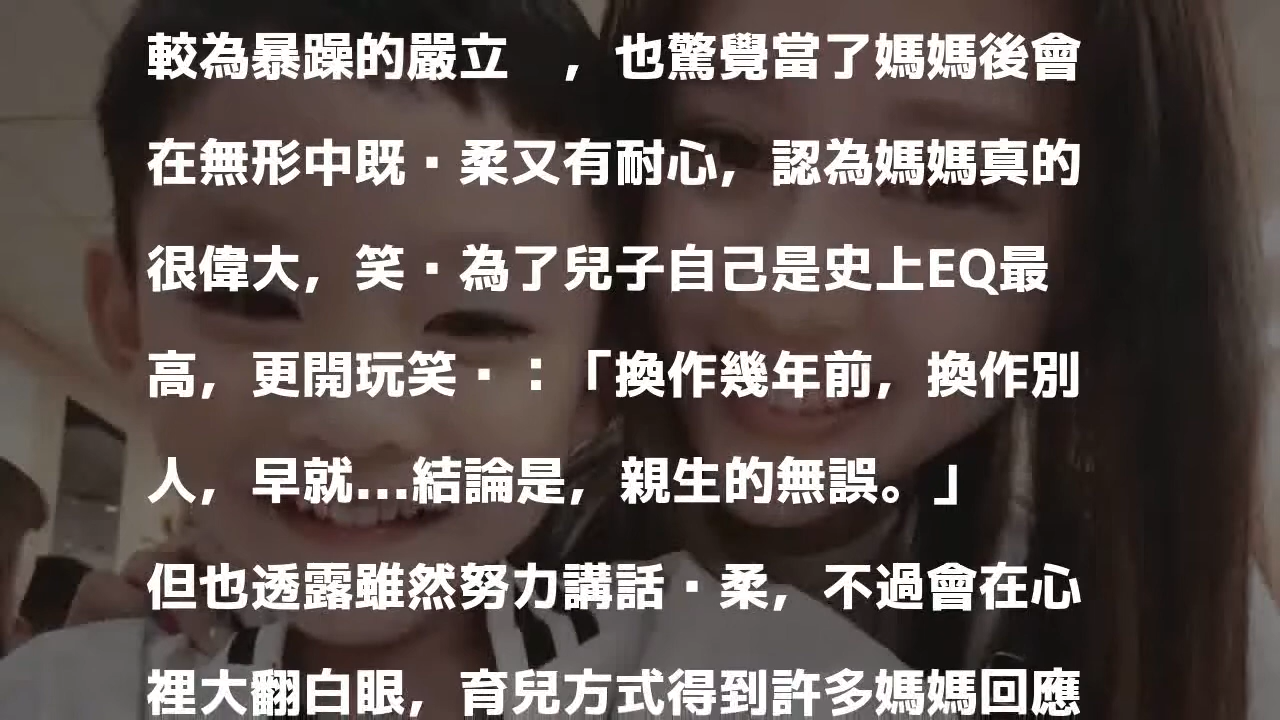 較為暴躁的嚴立　，也驚覺當了媽媽後會
在無形中既▪柔又有耐心，認為媽媽真的
很偉大，笑▪為了兒子自己是史上EQ最
高，更開玩笑▪：「換作幾年前，換作別
人，早就...結論是，親生的無誤。」
但也透露雖然努力講話▪柔，不過會在心
裡大翻白眼，育兒方式得到許多媽媽回應